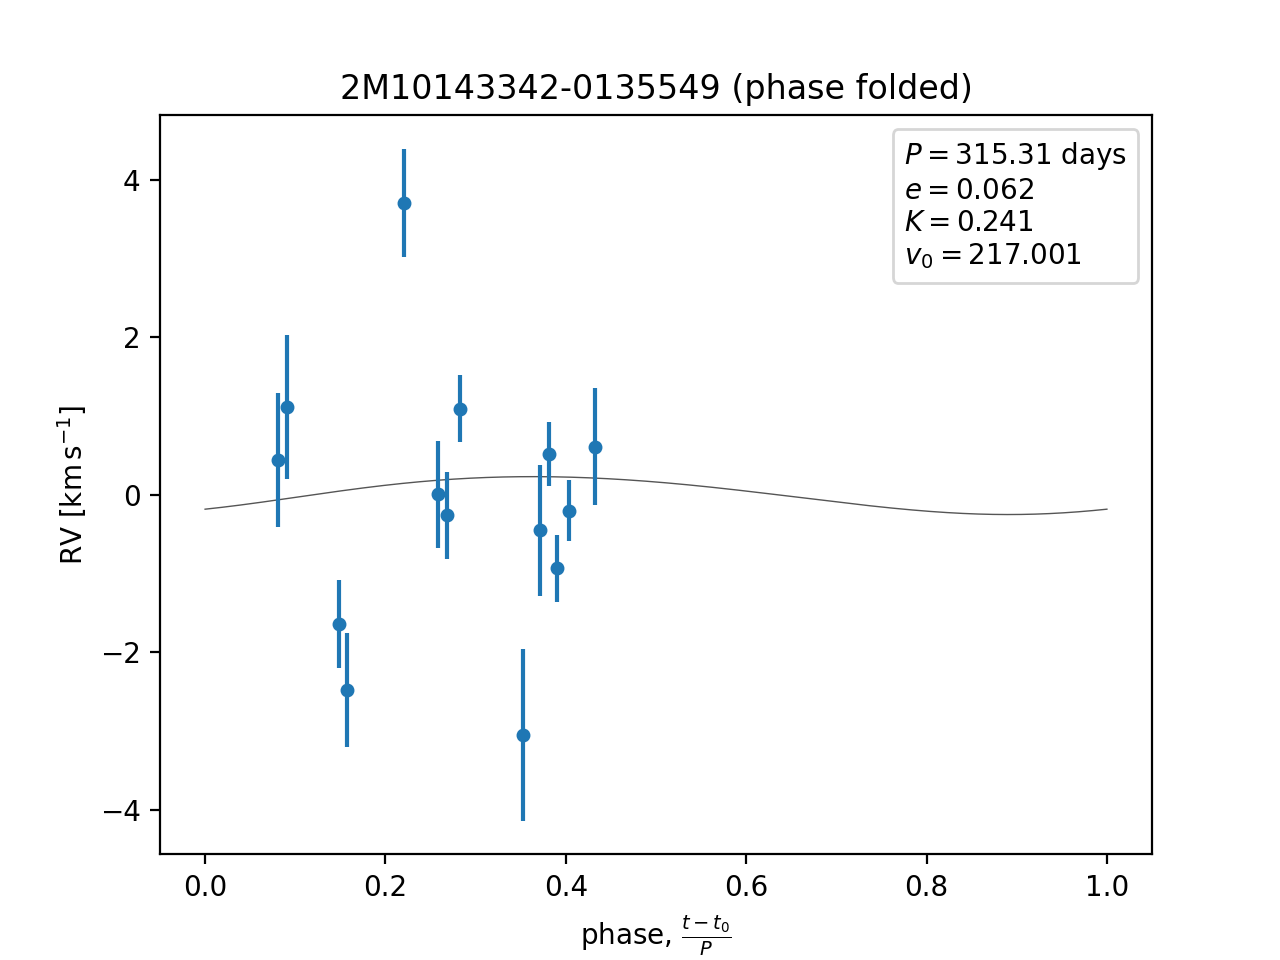 2M10143342-0135549 (phase folded)
P = 315.31 days
e = 0.062
K = 0.241
v₀ = 217.001
4
2
0
−2
−4
RV [km s⁻¹]
0.0 0.2 0.4 0.6 0.8 1.0
phase, (t − t₀)/P